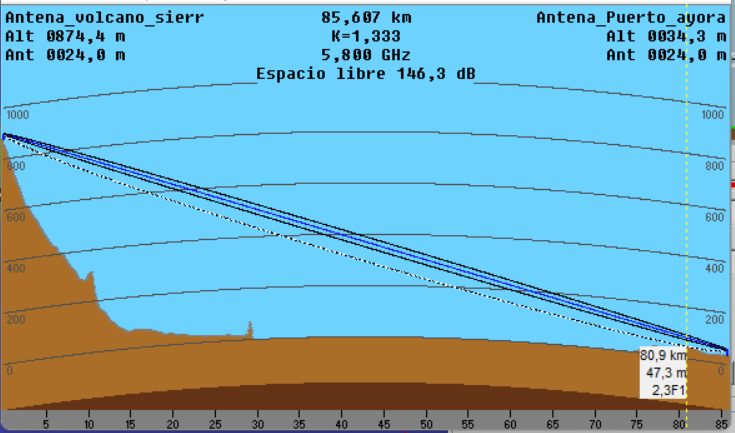 Antena_volcano_sierr 85,607 km Antena_Puerto_ayora
Alt 0874,4 m K=1,333 Alt 0034,3 m
Ant 0024,0 m 5,800 GHz Ant 0024,0 m
Espacio libre 146,3 dB
1000 1000
800 800
600 600
400 400
200 200
0 0
80,9 km
47,3 m
2,3F1
5 10 15 20 25 30 35 40 45 50 55 60 65 70 75 80 85